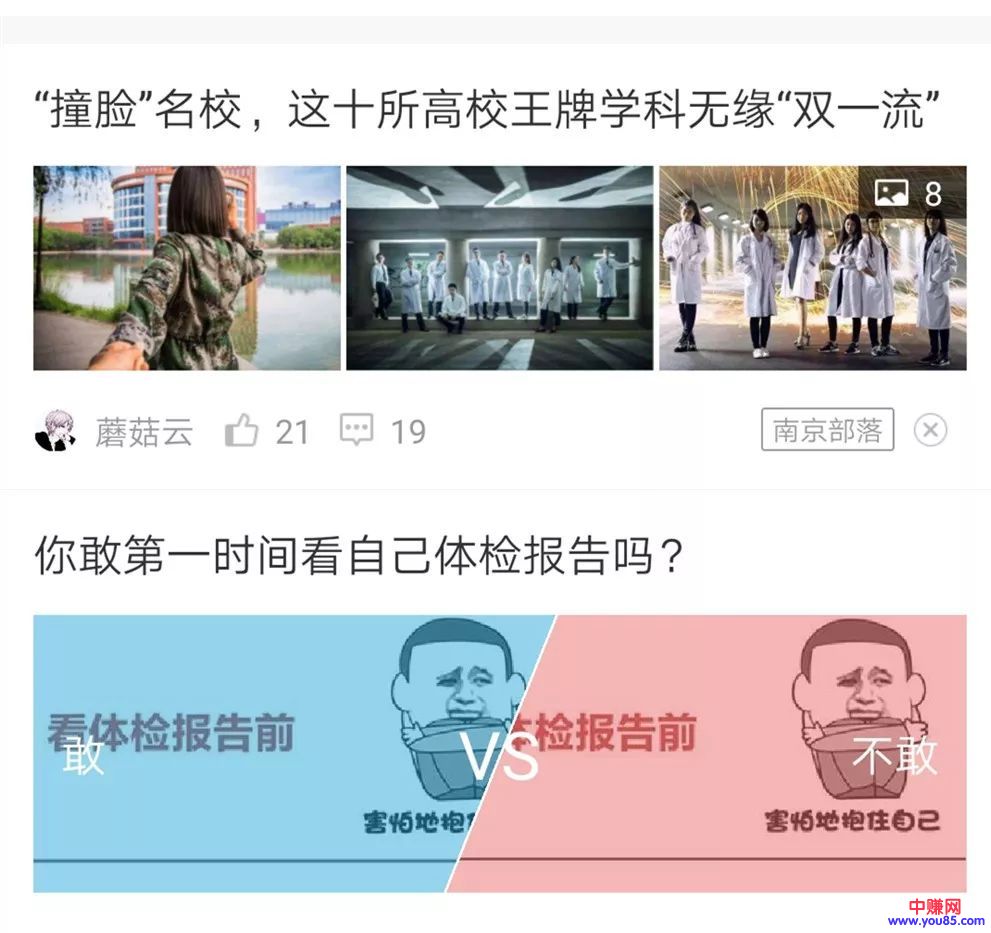 “撞脸”名校，这十所高校王牌学科无缘“双一流”
8
蘑菇云 21 19 南京部落
你敢第一时间看自己体检报告吗？
看体检报告前
敢
VS
体检报告前
不敢
害怕地抱住
害怕地抱住自己
中赚网
www.you85.com